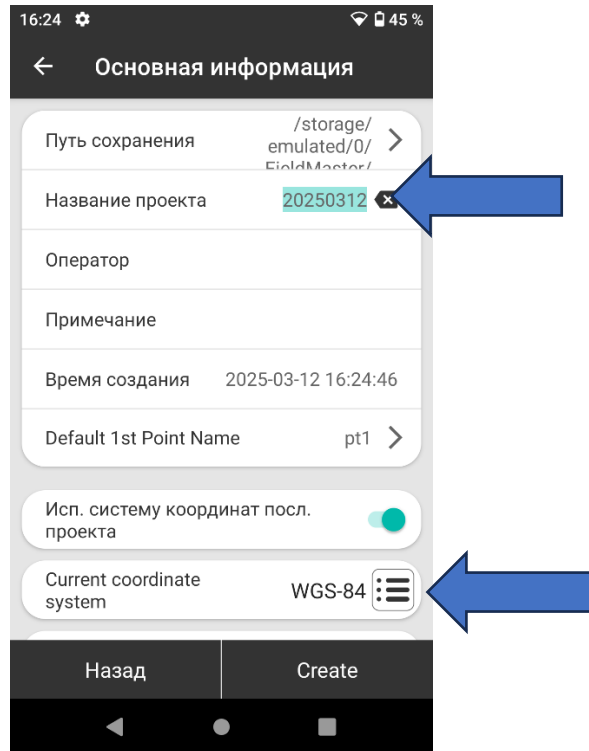 16:24 45 %
Основная информация
/storage/
Путь сохранения emulated/0/
FieldMaster/
Название проекта 20250312
Оператор
Примечание
Время создания 2025-03-12 16:24:46
Default 1st Point Name pt1
Исп. систему координат посл.
проекта
Current coordinate
system WGS-84
Назад Create